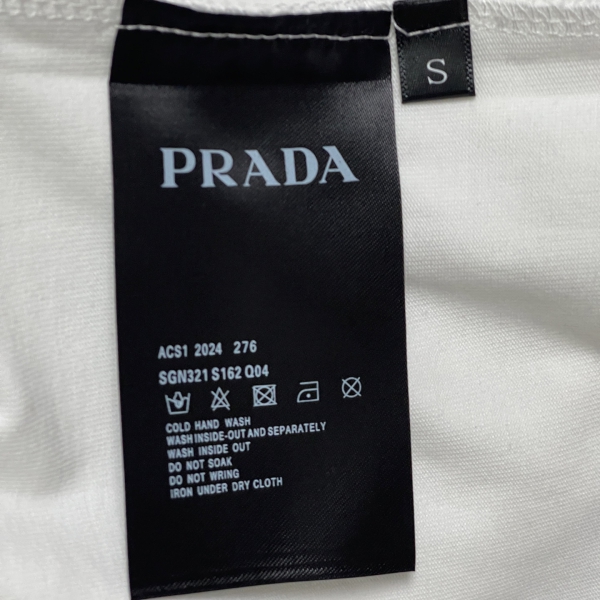 S
PRADA
ACS1 2024 276
SGN321 S162 Q04
COLD HAND WASH
WASH INSIDE-OUT AND SEPARATELY
WASH INSIDE OUT
DO NOT SOAK
DO NOT WRING
IRON UNDER DRY CLOTH